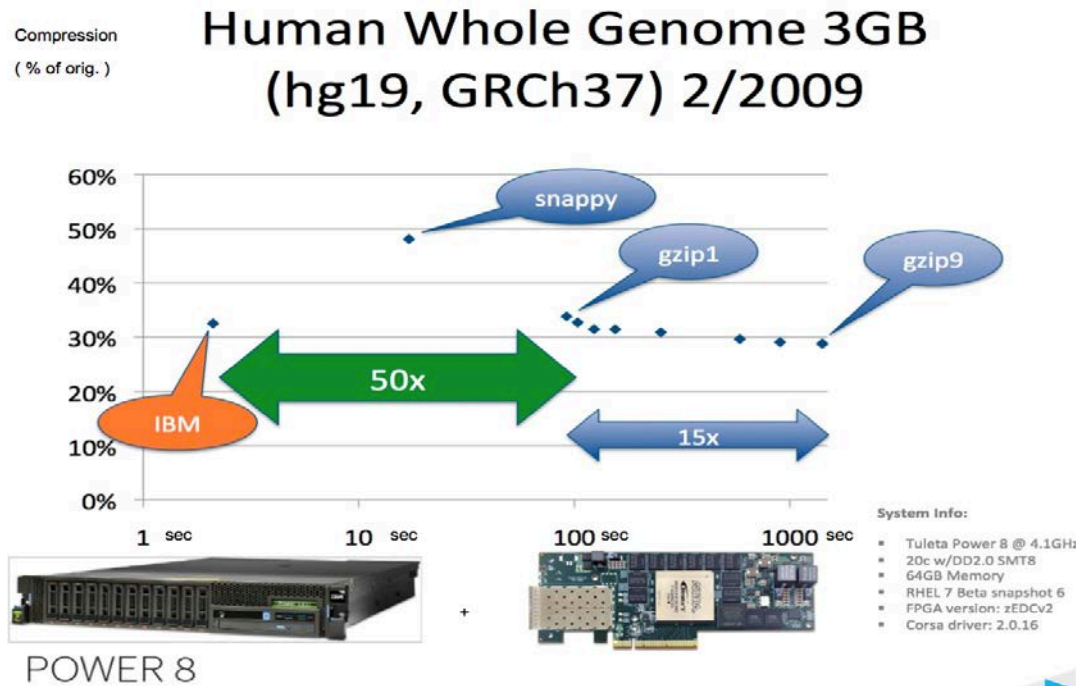 Compression
( % of orig. )
Human Whole Genome 3GB
(hg19, GRCh37) 2/2009
60%
50%
40%
30%
20%
10%
0%
snappy
gzip1
gzip9
50x
IBM
15x
1 sec
10 sec
100 sec
1000 sec
+
POWER 8
System Info:
▪ Tuleta Power 8 @ 4.1GHz
▪ 20c w/DD2.0 SMT8
▪ 64GB Memory
▪ RHEL 7 Beta snapshot 6
▪ FPGA version: zEDCv2
▪ Corsa driver: 2.0.16